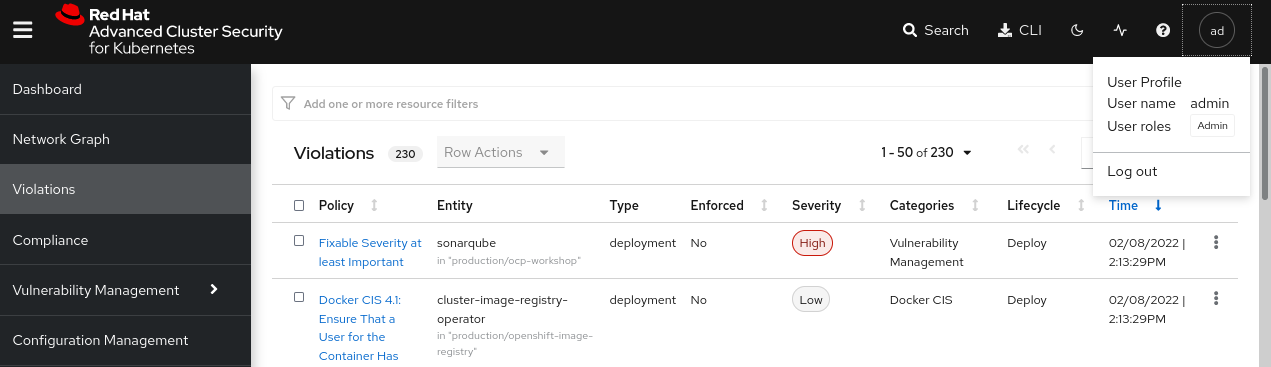 Red Hat
Advanced Cluster Security
for Kubernetes
Search
CLI
ad
User Profile
User name admin
User roles Admin
Log out
Dashboard
Network Graph
Violations
Compliance
Vulnerability Management
Configuration Management
Add one or more resource filters
Violations 230 Row Actions 1 - 50 of 230
Policy Entity Type Enforced Severity Categories Lifecycle Time
Fixable Severity at
least Important
sonarqube
in "production/ocp-workshop"
deployment
No
High
Vulnerability
Management
Deploy
02/08/2022 |
2:13:29PM
Docker CIS 4.1:
Ensure That a
User for the
Container Has
cluster-image-registry-
operator
in "production/openshift-image-
registry"
deployment
No
Low
Docker CIS
Deploy
02/08/2022 |
2:13:29PM